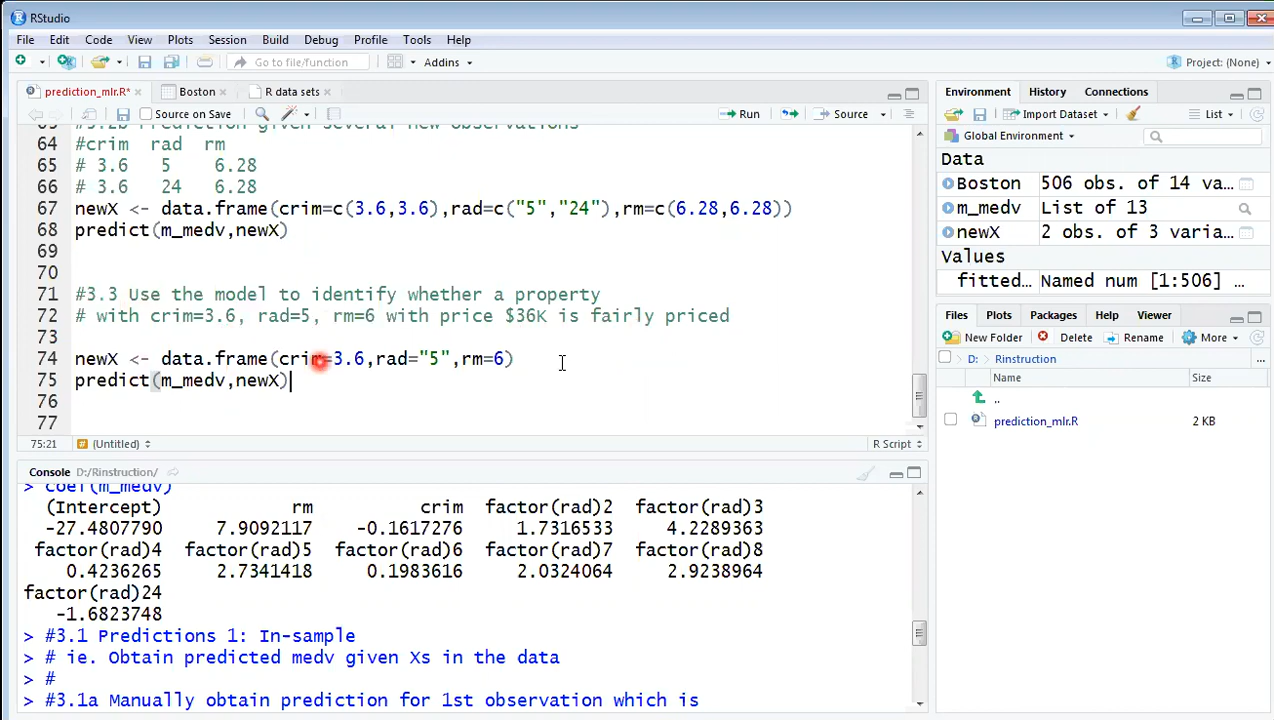 RStudio
File Edit Code View Plots Session Build Debug Profile Tools Help
Go to file/function Addins Project: (None)
prediction_mlr.R* Boston R data sets
Source on Save Run Source
#3.2b Prediction given several new observations
64 #crim rad rm
65 # 3.6 5 6.28
66 # 3.6 24 6.28
67 newX <- data.frame(crim=c(3.6,3.6),rad=c("5","24"),rm=c(6.28,6.28))
68 predict(m_medv,newX)
69
70
71 #3.3 Use the model to identify whether a property
72 # with crim=3.6, rad=5, rm=6 with price $36K is fairly priced
73
74 newX <- data.frame(crim=3.6,rad="5",rm=6)
75 predict(m_medv,newX)
76
77
75:21 # (Untitled) R Script
Console D:/Rinstruction/
> coef(m_medv)
(Intercept) rm crim factor(rad)2 factor(rad)3
-27.4807790 7.9092117 -0.1617276 1.7316533 4.2289363
factor(rad)4 factor(rad)5 factor(rad)6 factor(rad)7 factor(rad)8
0.4236265 2.7341418 0.1983616 2.0324064 2.9238964
factor(rad)24
-1.6823748
> #3.1 Predictions 1: In-sample
> # ie. Obtain predicted medv given Xs in the data
> #
> #3.1a Manually obtain prediction for 1st observation which is
Environment History Connections
Import Dataset List
Global Environment
Data
Boston 506 obs. of 14 va...
m_medv List of 13
newX 2 obs. of 3 varia...
Values
fitted... Named num [1:506] ...
Files Plots Packages Help Viewer
New Folder Delete Rename More
D: Rinstruction ...
Name Size
..
prediction_mlr.R 2 KB